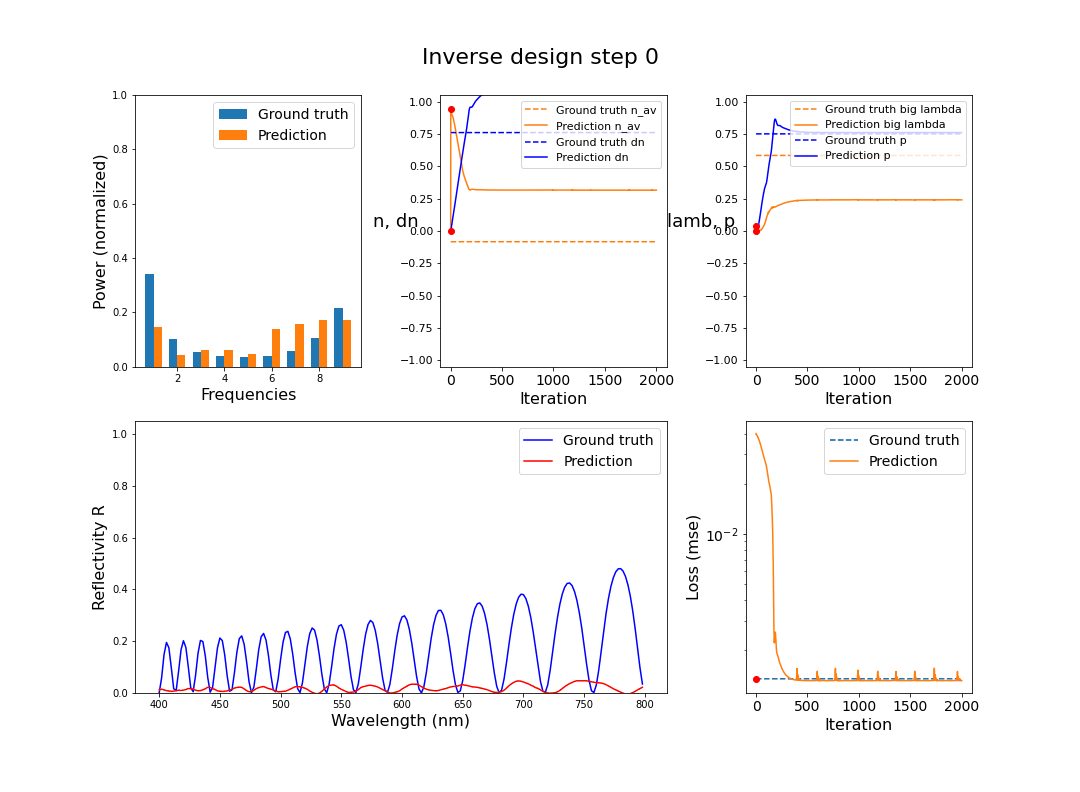 Inverse design step 0
1.0
0.8
0.6
0.4
0.2
0.0
Power (normalized)
Ground truth
Prediction
2
4
6
8
Frequencies
1.00
0.75
0.50
0.25
0.00
−0.25
−0.50
−0.75
−1.00
n, dn
Ground truth n_av
Prediction n_av
Ground truth dn
Prediction dn
0
500
1000
1500
2000
Iteration
1.00
0.75
0.50
0.25
0.00
−0.25
−0.50
−0.75
−1.00
lamb, p
Ground truth big lambda
Prediction big lambda
Ground truth p
Prediction p
0
500
1000
1500
2000
Iteration
1.0
0.8
0.6
0.4
0.2
0.0
Reflectivity R
Ground truth
Prediction
400
450
500
550
600
650
700
750
800
Wavelength (nm)
Loss (mse)
10⁻²
Ground truth
Prediction
0
500
1000
1500
2000
Iteration